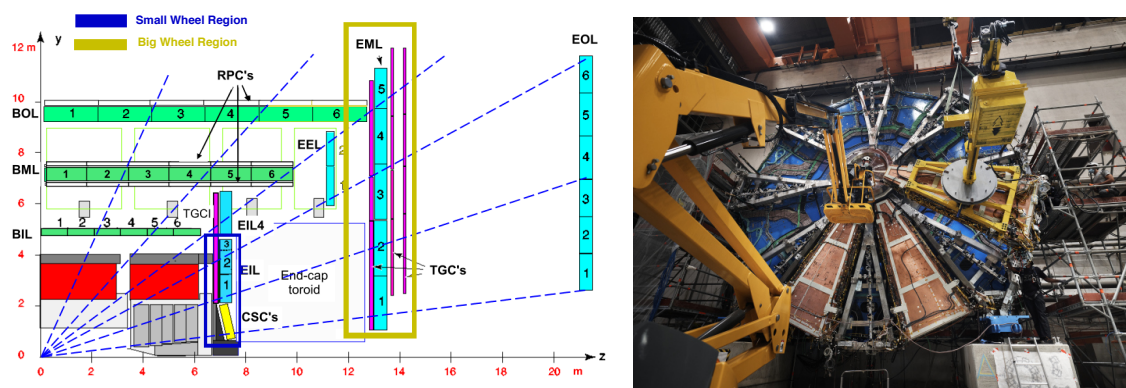 Small Wheel Region
Big Wheel Region
y
12 m
EML
EOL
RPC's
6
5
10
BOL
1 2 3 4 5 6
5
EEL
2
4
8
4
BML
1 2 3 4 5 6
1
3
3
6
TGCI
EIL4
2
1 2 3 4 5 6
BIL
3
2
1
EIL
4
2
End-cap
toroid
TGC's
1
2
CSC's
1
0
z
0 2 4 6 8 10 12 14 16 18 20 m